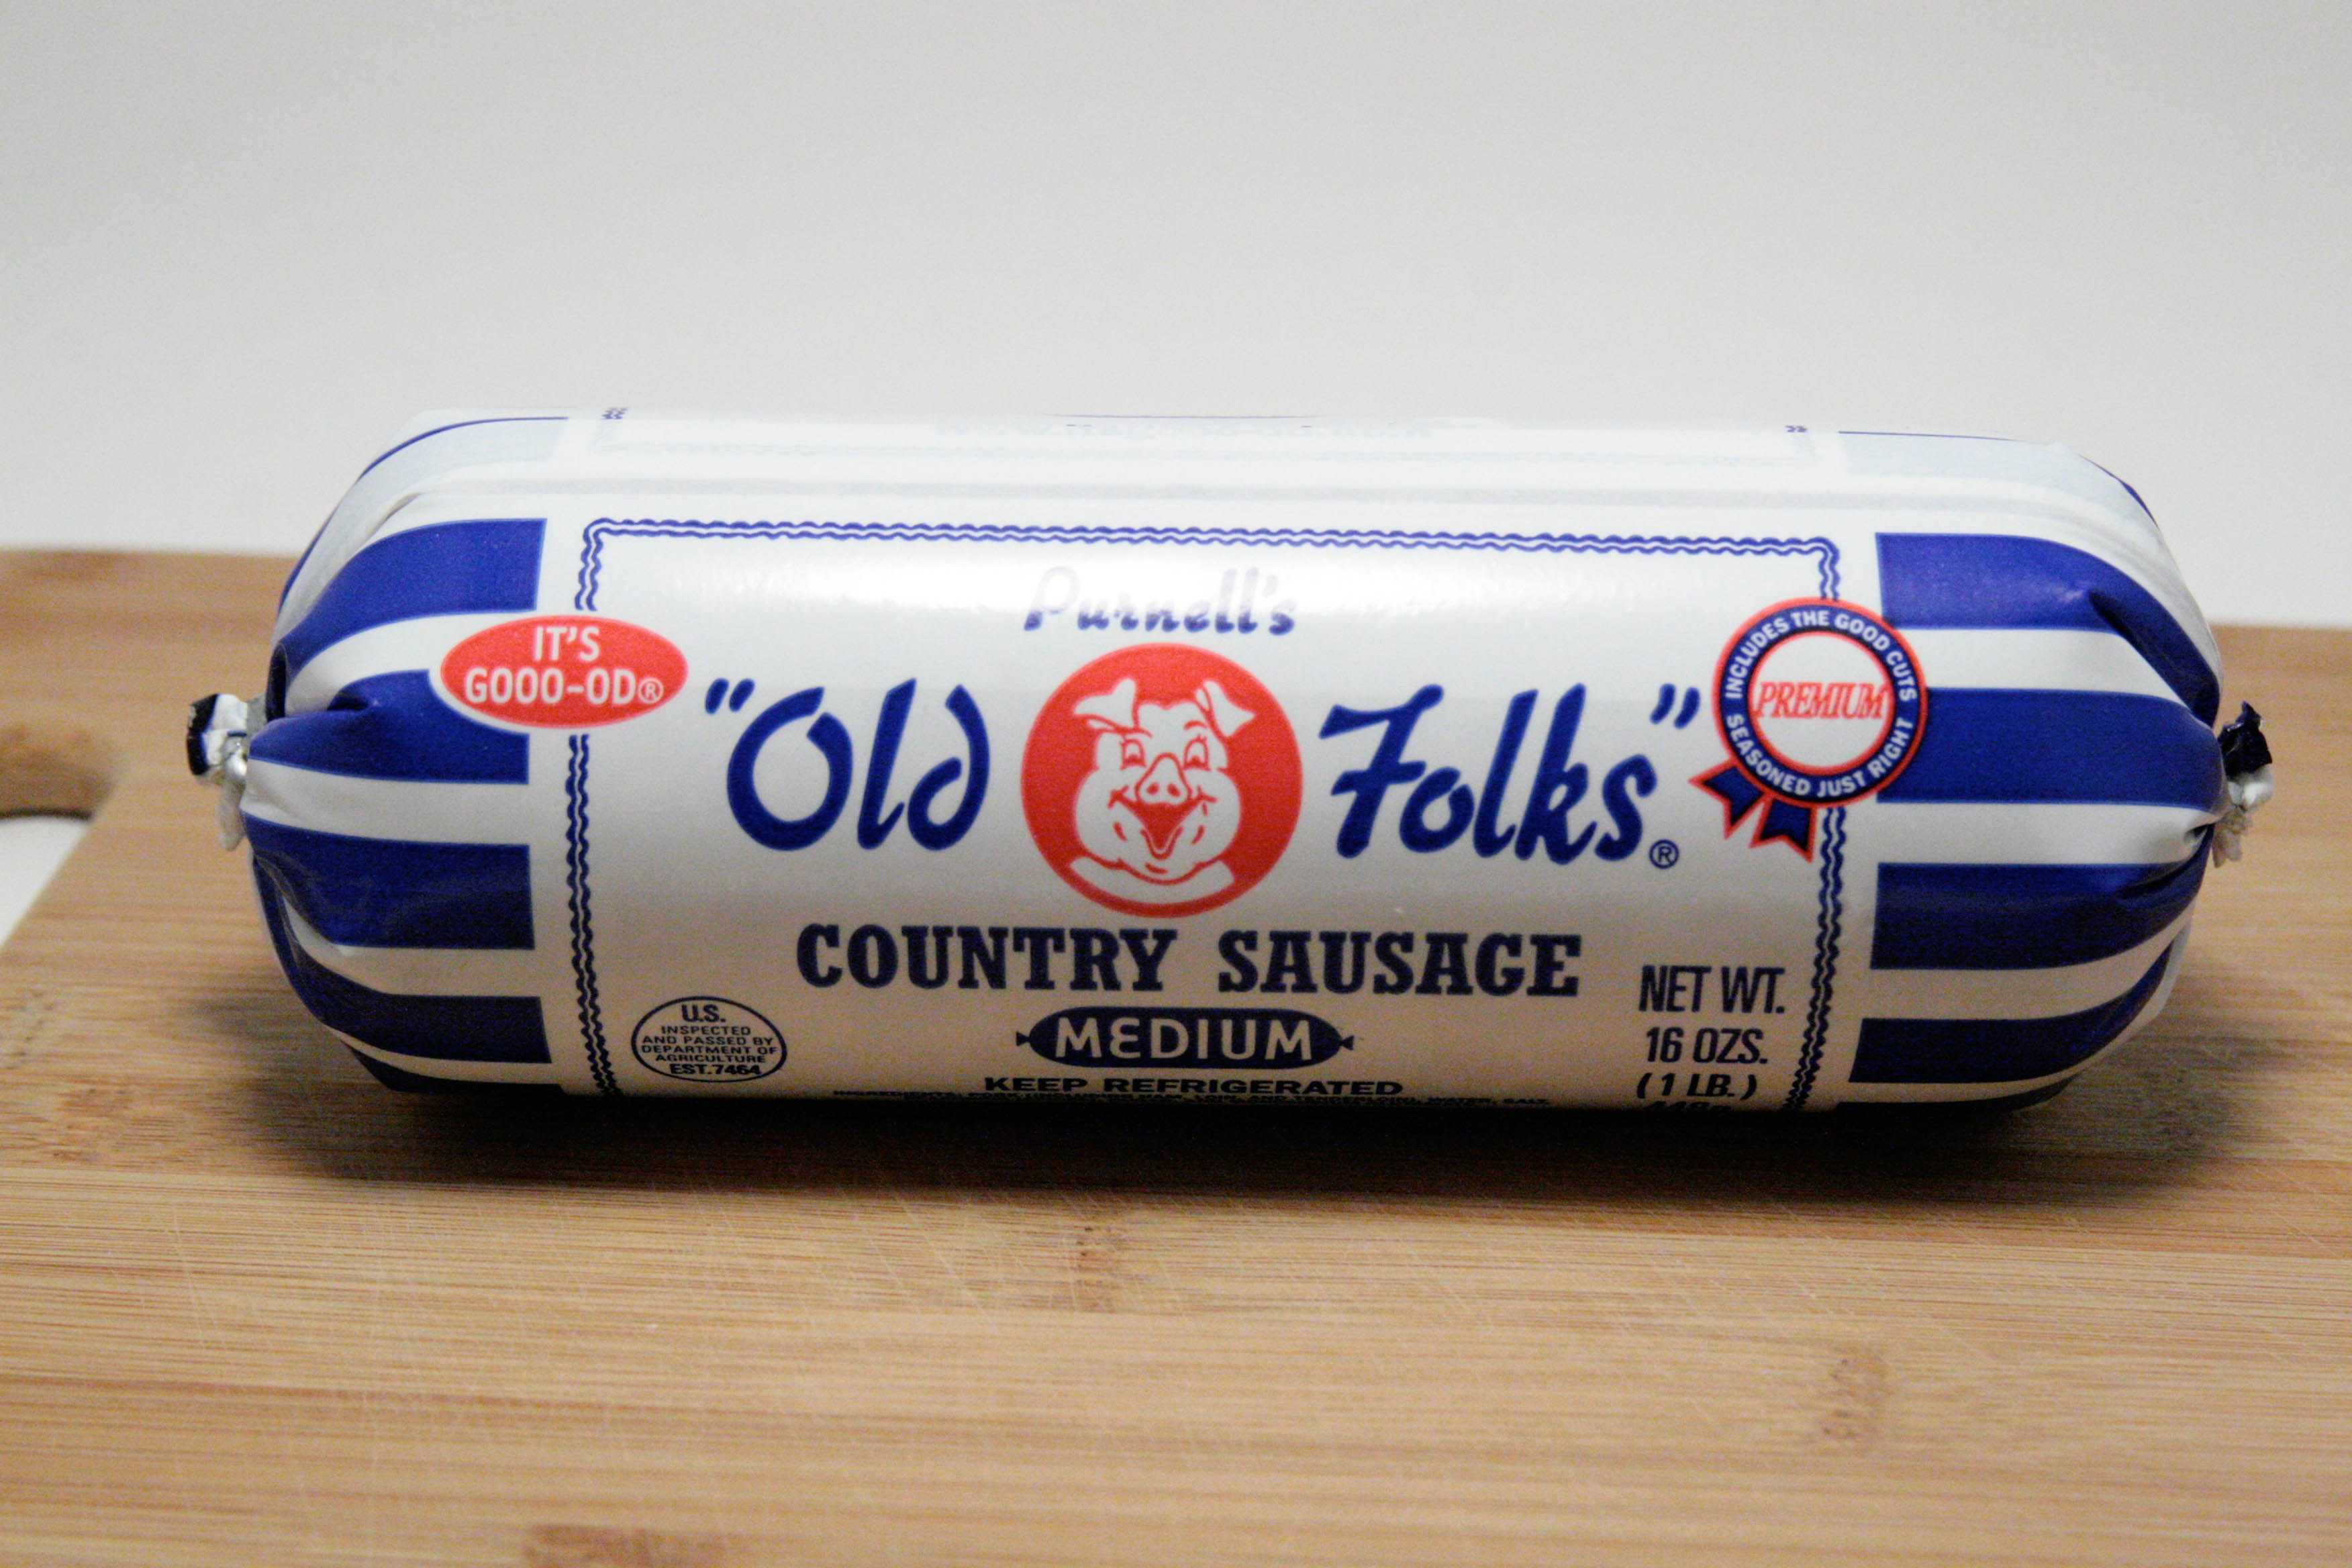 Purnell's
IT'S
GOOO-OD®
"Old Folks"®
INCLUDES THE GOOD CUTS
PREMIUM
SEASONED JUST RIGHT
COUNTRY SAUSAGE
MEDIUM
KEEP REFRIGERATED
U.S.
INSPECTED
AND PASSED BY
DEPARTMENT OF
AGRICULTURE
EST.7464
NET WT.
16 OZS.
(1 LB.)